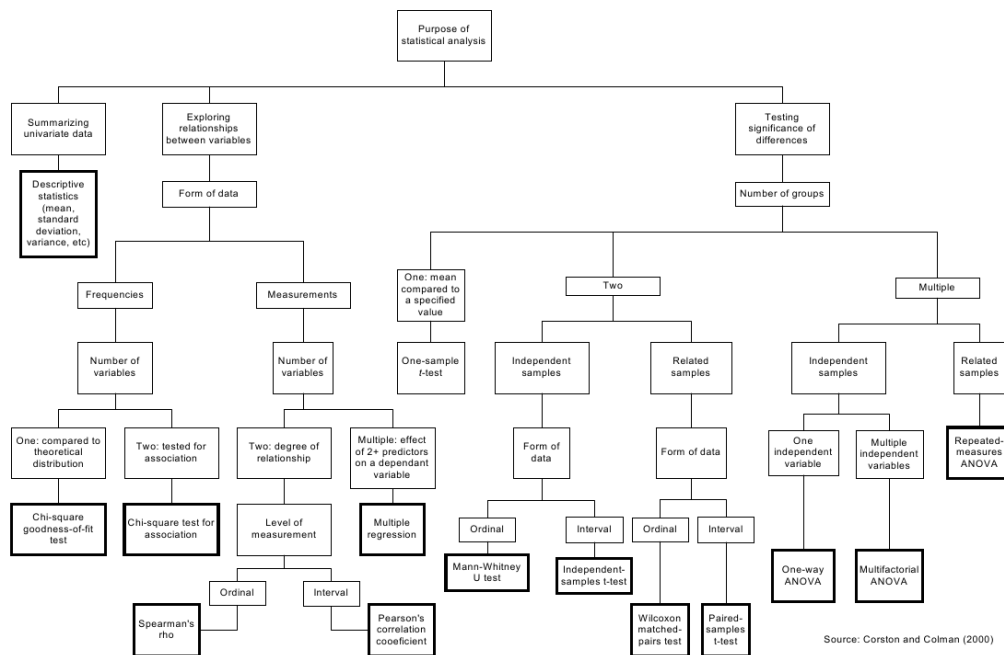 Purpose of
statistical analysis
Summarizing
univariate data
Exploring
relationships
between variables
Testing
significance of
differences
Descriptive
statistics
(mean,
standard
deviation,
variance, etc)
Form of data
Number of groups
Frequencies
Measurements
One: mean
compared to
a specified
value
Two
Multiple
Number of
variables
Number of
variables
One-sample
t-test
Independent
samples
Related
samples
Independent
samples
Related
samples
One: compared to
theoretical
distribution
Two: tested for
association
Two: degree of
relationship
Multiple: effect
of 2+ predictors
on a dependant
variable
Form of
data
Form of data
One
independent
variable
Multiple
independent
variables
Repeated-
measures
ANOVA
Chi-square
goodness-of-fit
test
Chi-square test for
association
Level of
measurement
Multiple
regression
Ordinal
Interval
Ordinal
Interval
Mann-Whitney
U test
Independent-
samples t-test
One-way
ANOVA
Multifactorial
ANOVA
Ordinal
Interval
Spearman's
rho
Pearson's
correlation
cooeficient
Wilcoxon
matched-
pairs test
Paired-
samples
t-test
Source: Corston and Colman (2000)